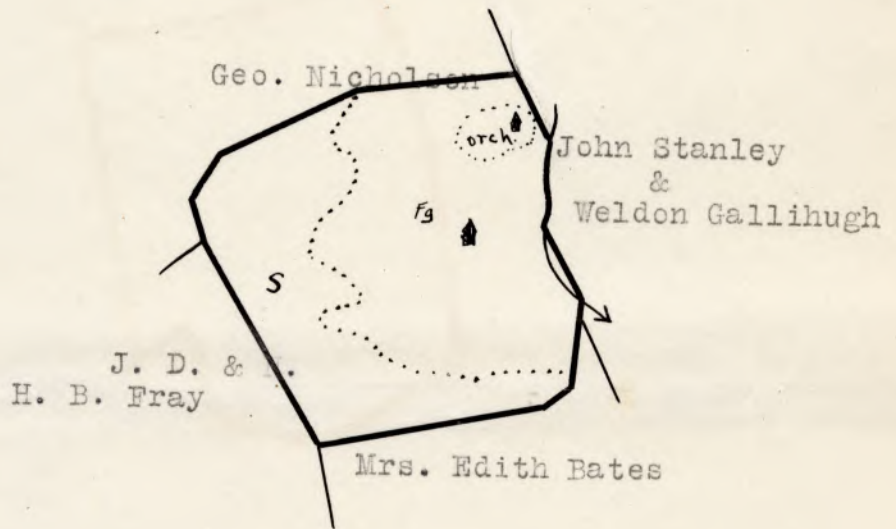 Geo. Nicholson
orch
John Stanley
&
Weldon Gallihugh
Fg
S
J. D. &
H. B. Fray
Mrs. Edith Bates